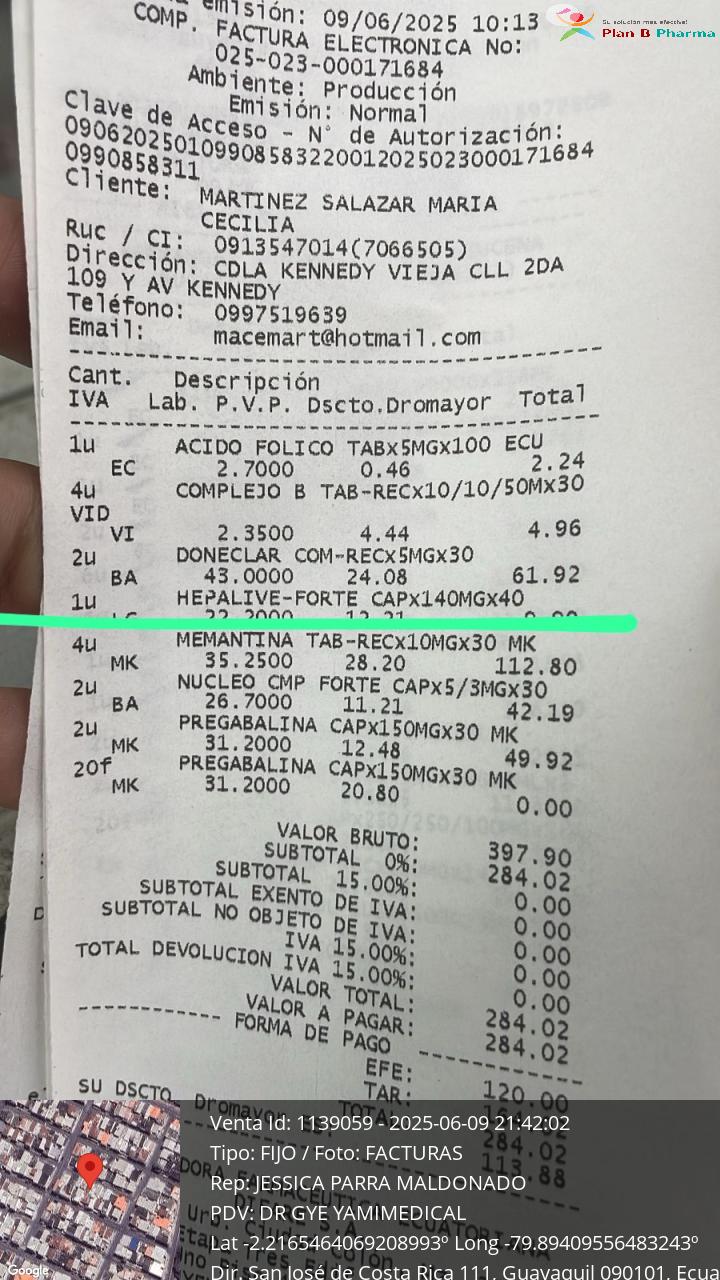 emisión: 09/06/2025 10:13
COMP. FACTURA ELECTRONICA No:
025-023-000171684
Ambiente: Producción
Emisión: Normal
Clave de Acceso - N° de Autorización:
090620250109908583220012025023000171684
0990858311
Cliente: MARTINEZ SALAZAR MARIA
CECILIA
Ruc / CI: 0913547014(7066505)
Dirección: CDLA KENNEDY VIEJA CLL 2DA
109 Y AV KENNEDY
Teléfono: 0997519639
Email: macemart@hotmail.com
Cant. Descripción
IVA Lab. P.V.P. Dscto.Dromayor Total
1u ACIDO FOLICO TABx5MGx100 ECU
EC 2.7000 0.46 2.24
4u COMPLEJO B TAB-RECx10/10/50Mx30
VID
VI 2.3500 4.44 4.96
2u DONECLAR COM-RECx5MGx30
BA 43.0000 24.08 61.92
1u HEPALIVE-FORTE CAPx140MGx40
4u MEMANTINA TAB-RECx10MGx30 MK
MK 35.2500 28.20 112.80
2u NUCLEO CMP FORTE CAPx5/3MGx30
BA 26.7000 11.21 42.19
2u PREGABALINA CAPx150MGx30 MK
MK 31.2000 12.48 49.92
20f PREGABALINA CAPx150MGx30 MK
MK 31.2000 20.80 0.00
VALOR BRUTO: 397.90
SUBTOTAL 0%: 284.02
SUBTOTAL 15.00%: 0.00
SUBTOTAL EXENTO DE IVA: 0.00
SUBTOTAL NO OBJETO DE IVA: 0.00
IVA 15.00%: 0.00
TOTAL DEVOLUCION IVA 15.00%: 0.00
VALOR TOTAL: 284.02
VALOR A PAGAR: 284.02
FORMA DE PAGO
EFE: 120.00
TAR:
SU DSCTO Dromayor
284.02
113.88
Su solución más efectiva!
Plan B Pharma
Venta Id: 1139059 - 2025-06-09 21:42:02
Tipo: FIJO / Foto: FACTURAS
Rep: JESSICA PARRA MALDONADO
PDV: DR GYE YAMIMEDICAL
Lat -2.2165464069208993º Long -79.89409556483243º
Dir. San José de Costa Rica 111, Guayaquil 090101, Ecua
Google